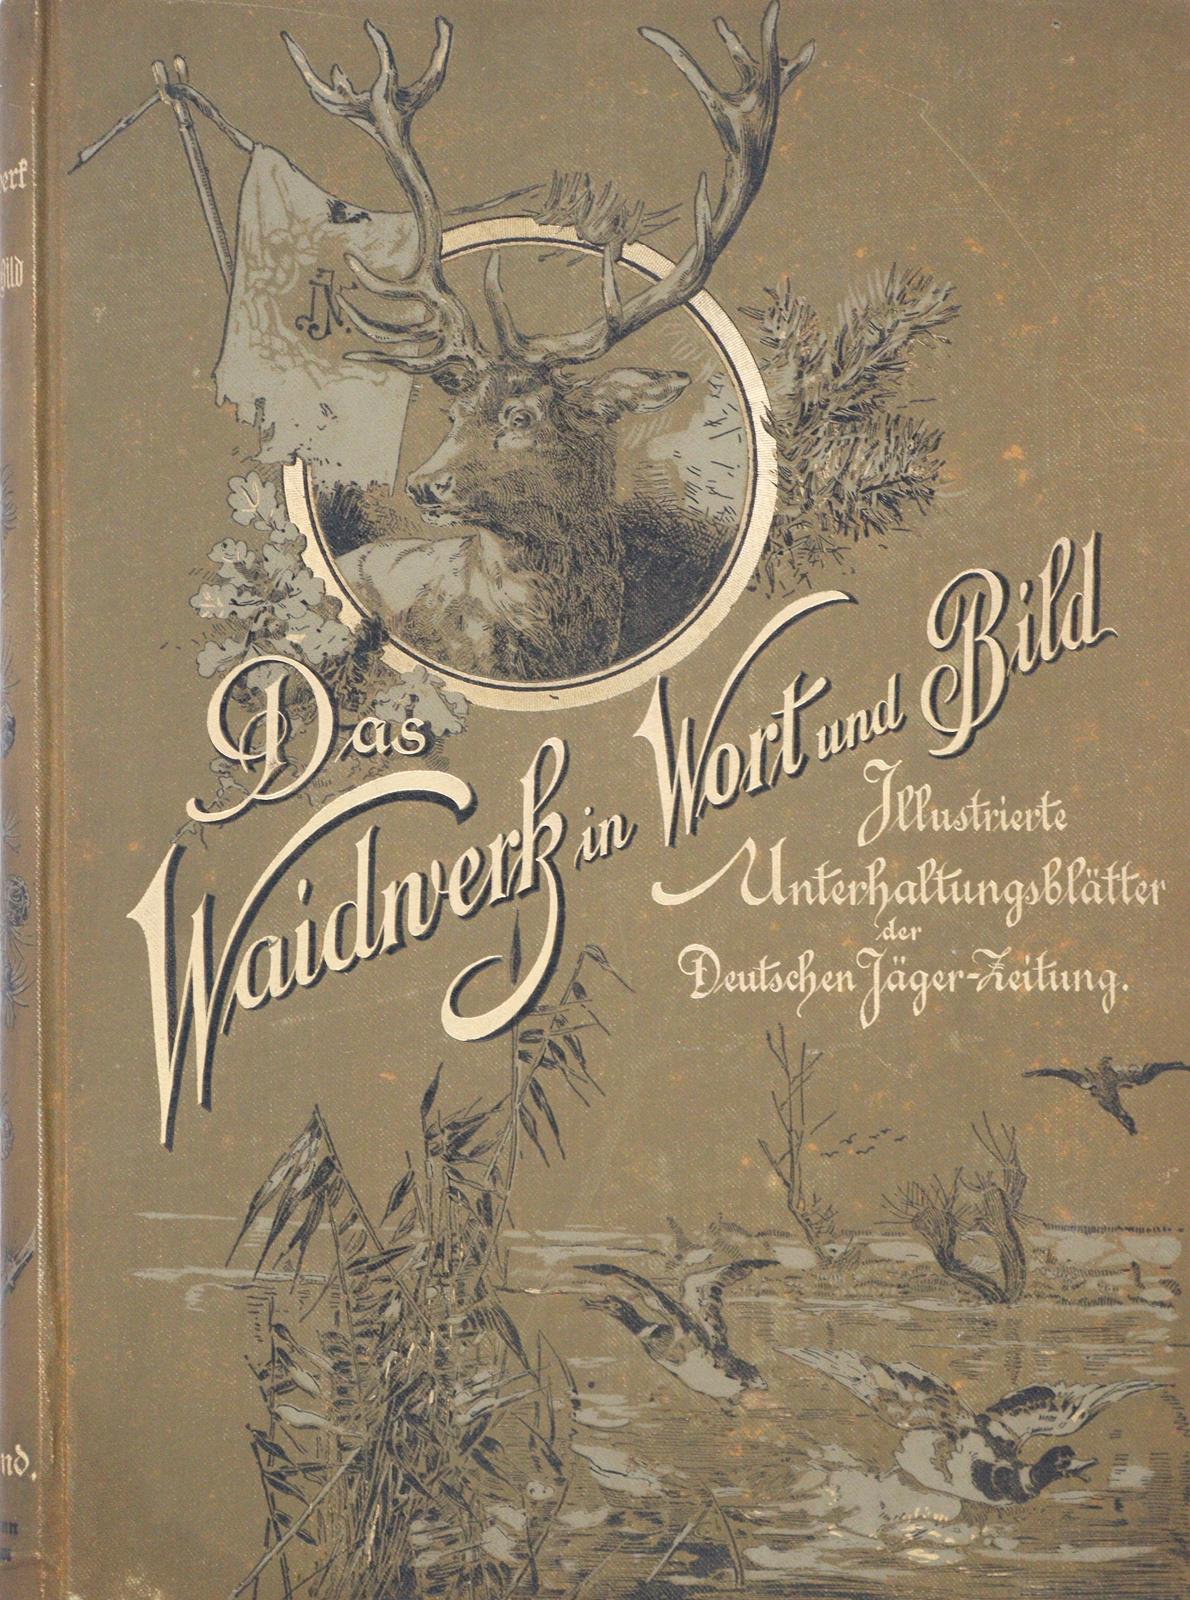 Das
Waidwerk in Wort und Bild
Illustrierte
Unterhaltungsblätter
der
Deutschen Jäger-Zeitung.